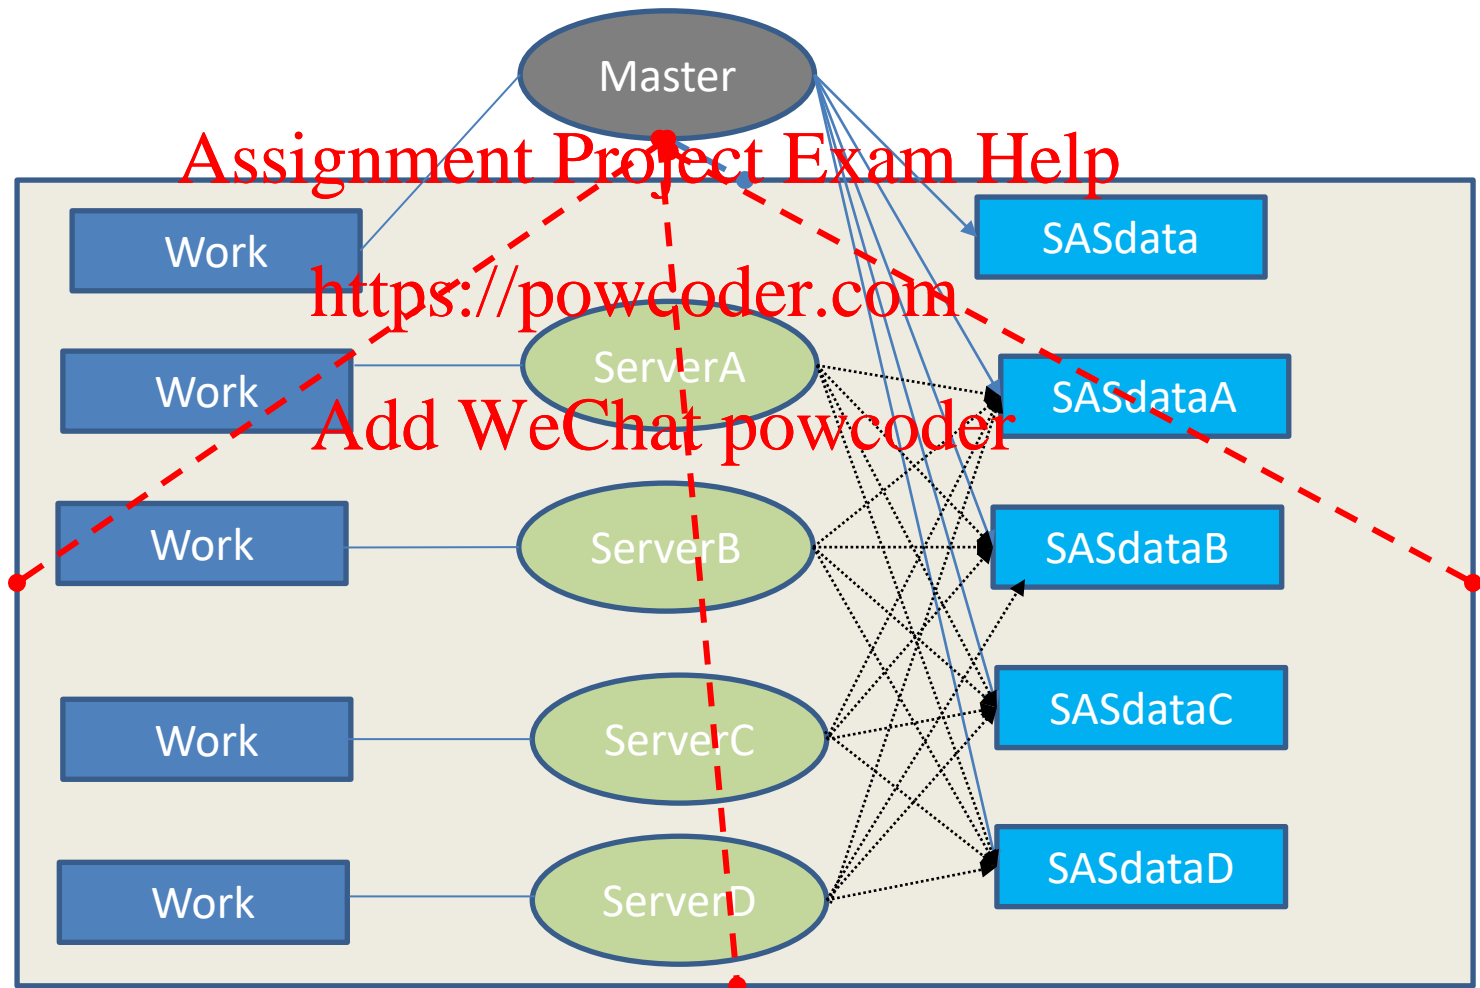 Master
Assignment Project Exam Help
Work
SASdata
https://powcoder.com
Work
ServerA
SASdataA
Add WeChat powcoder
Work
ServerB
SASdataB
Work
ServerC
SASdataC
Work
ServerD
SASdataD